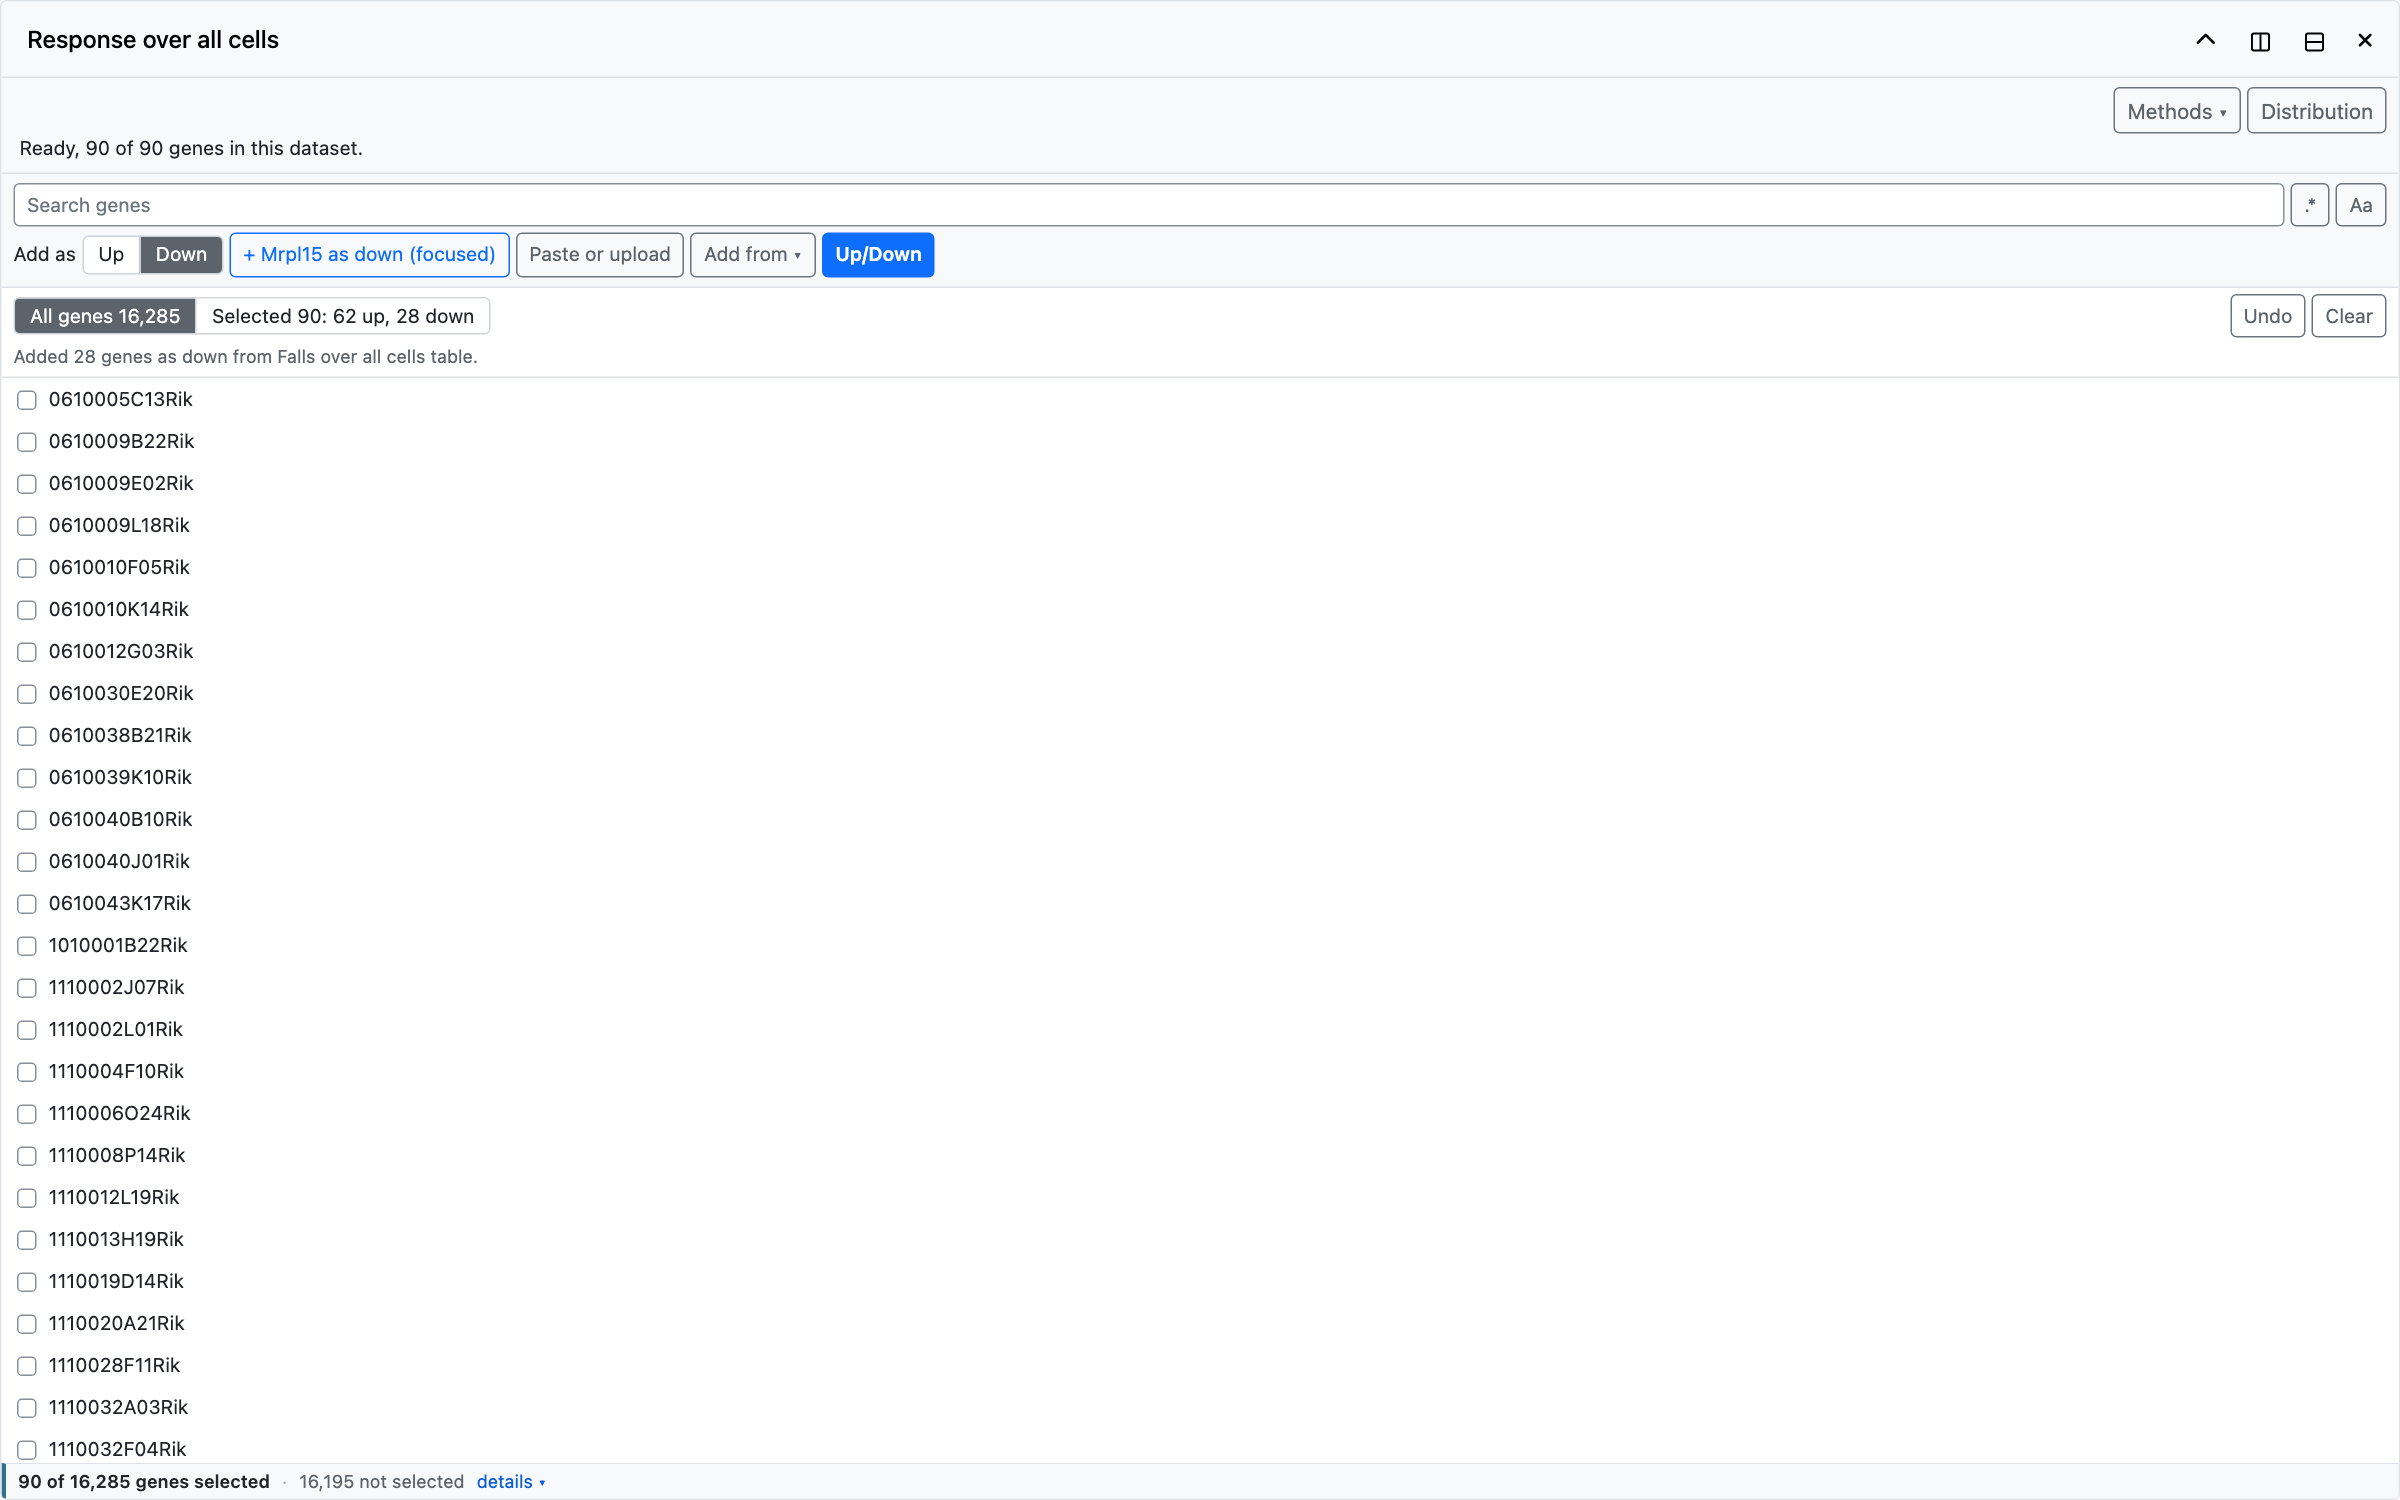 Response over all cells
Methods ▾ Distribution
Ready, 90 of 90 genes in this dataset.
Search genes .* Aa
Add as Up Down + Mrpl15 as down (focused) Paste or upload Add from ▾ Up/Down
All genes 16,285 Selected 90: 62 up, 28 down Undo Clear
Added 28 genes as down from Falls over all cells table.
0610005C13Rik
0610009B22Rik
0610009E02Rik
0610009L18Rik
0610010F05Rik
0610010K14Rik
0610012G03Rik
0610030E20Rik
0610038B21Rik
0610039K10Rik
0610040B10Rik
0610040J01Rik
0610043K17Rik
1010001B22Rik
1110002J07Rik
1110002L01Rik
1110004F10Rik
1110006O24Rik
1110008P14Rik
1110012L19Rik
1110013H19Rik
1110019D14Rik
1110020A21Rik
1110028F11Rik
1110032A03Rik
1110032F04Rik
90 of 16,285 genes selected · 16,195 not selected details ▾